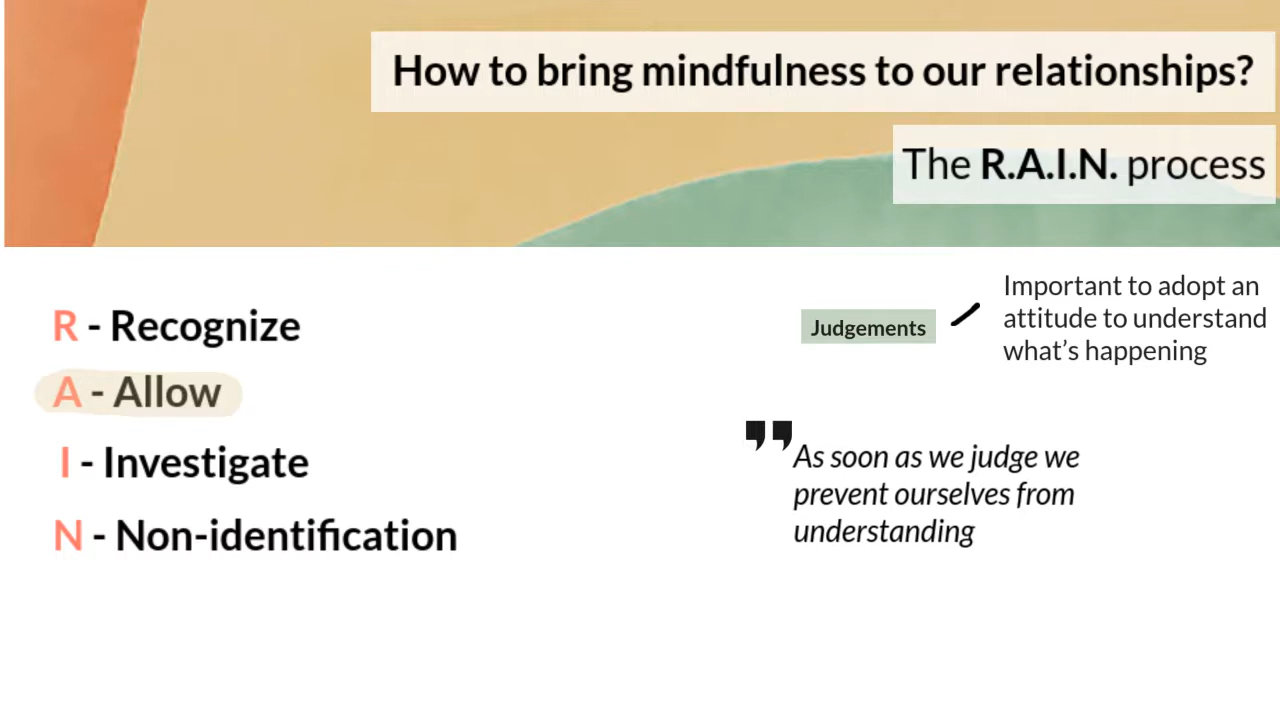 How to bring mindfulness to our relationships?
The R.A.I.N. process
R - Recognize
A - Allow
I - Investigate
N - Non-identification
Judgements
Important to adopt an
attitude to understand
what's happening
" As soon as we judge we
prevent ourselves from
understanding